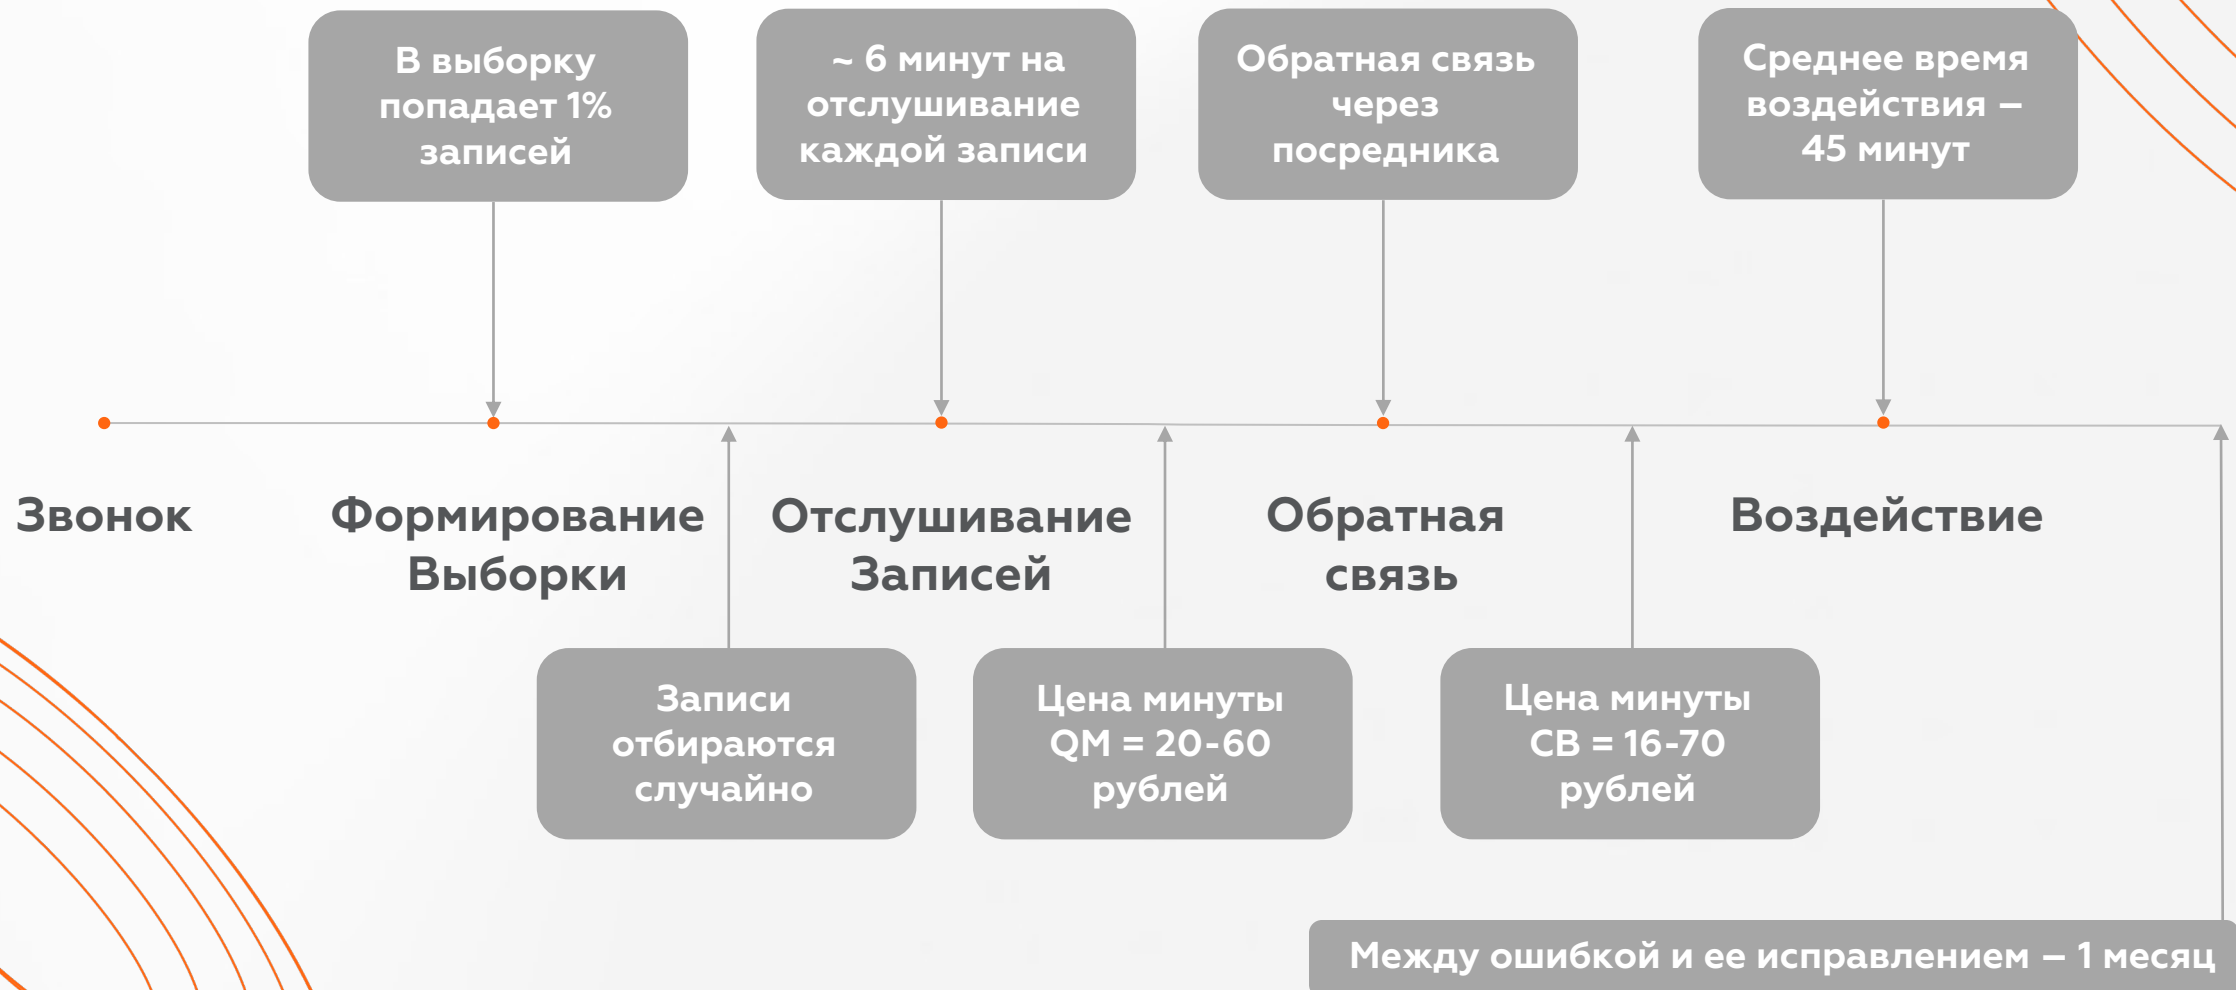 В выборку
попадает 1%
записей
~ 6 минут на
отслушивание
каждой записи
Обратная связь
через
посредника
Среднее время
воздействия –
45 минут
Звонок
Формирование
Выборки
Отслушивание
Записей
Обратная
связь
Воздействие
Записи
отбираются
случайно
Цена минуты
QM = 20-60
рублей
Цена минуты
СВ = 16-70
рублей
Между ошибкой и ее исправлением – 1 месяц